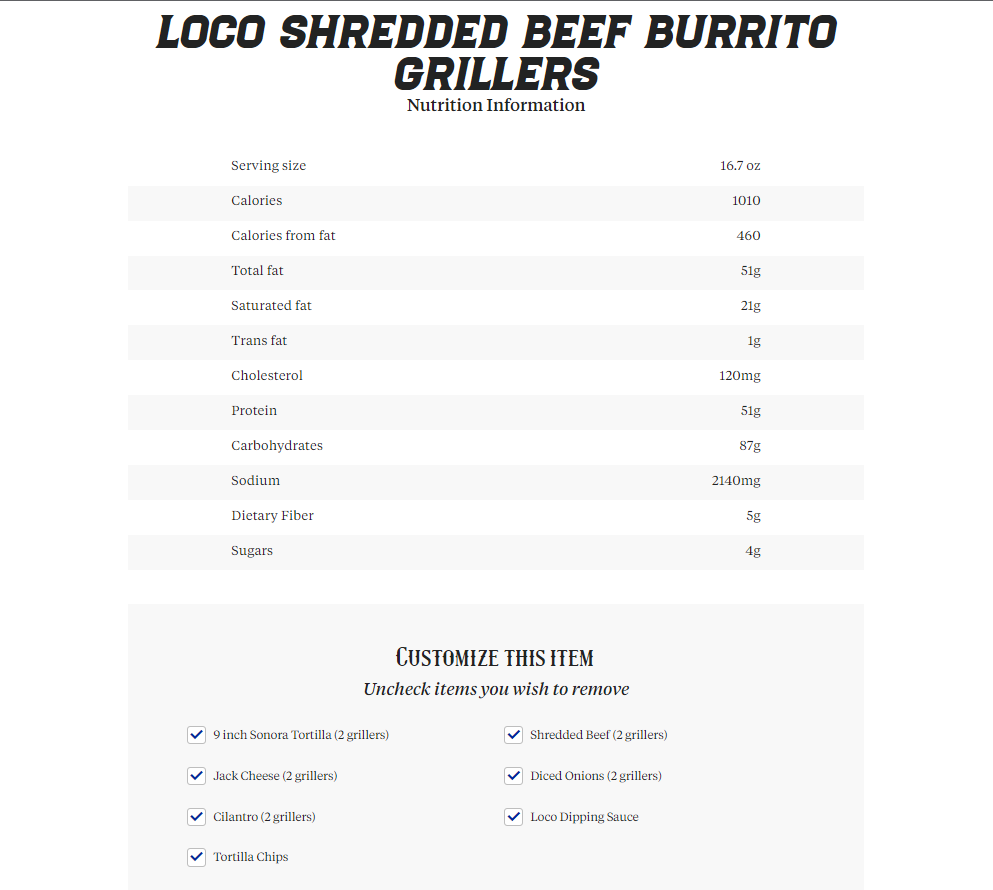 LOCO SHREDDED BEEF BURRITO
GRILLERS
Nutrition Information
Serving size 16.7 oz
Calories 1010
Calories from fat 460
Total fat 51g
Saturated fat 21g
Trans fat 1g
Cholesterol 120mg
Protein 51g
Carbohydrates 87g
Sodium 2140mg
Dietary Fiber 5g
Sugars 4g
CUSTOMIZE THIS ITEM
Uncheck items you wish to remove
9 inch Sonora Tortilla (2 grillers) Shredded Beef (2 grillers)
Jack Cheese (2 grillers) Diced Onions (2 grillers)
Cilantro (2 grillers) Loco Dipping Sauce
Tortilla Chips